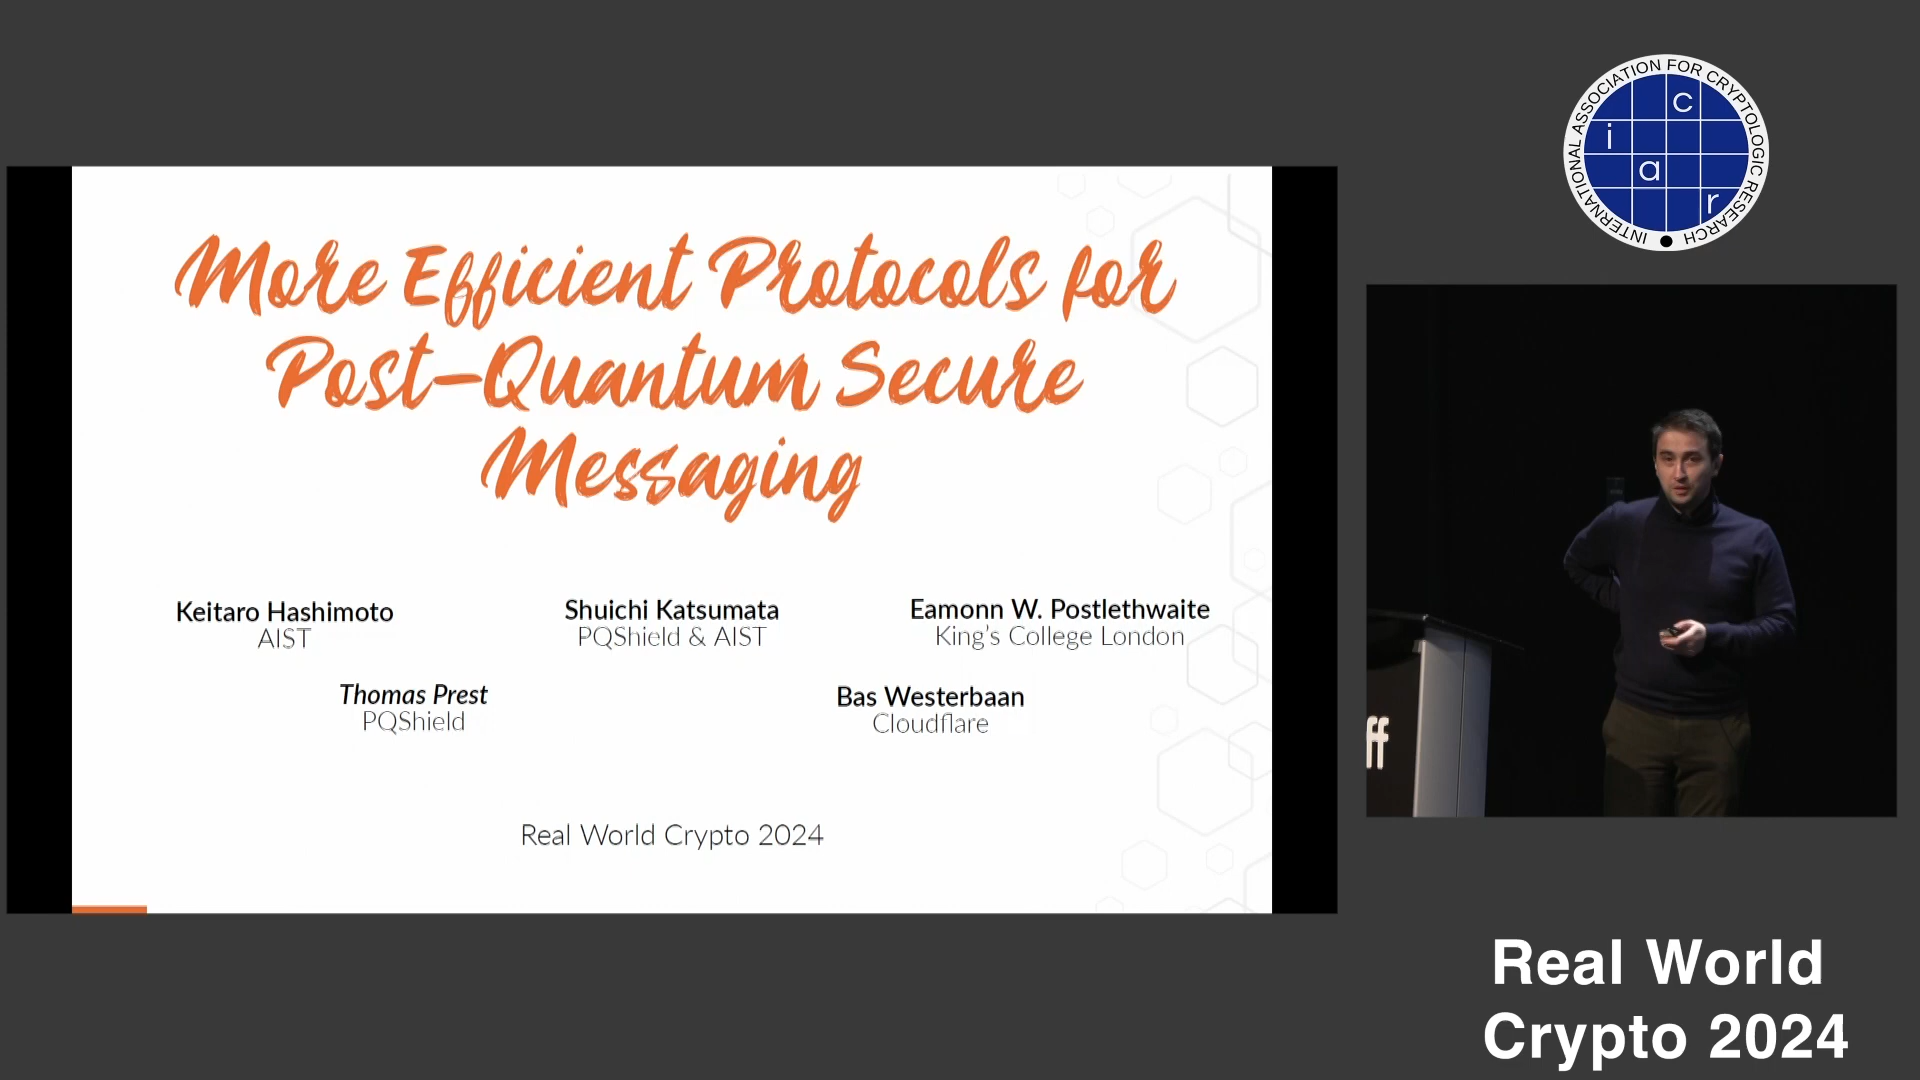 More Efficient Protocols for
Post-Quantum Secure
Messaging
Keitaro Hashimoto
AIST
Shuichi Katsumata
PQShield & AIST
Eamonn W. Postlethwaite
King's College London
Thomas Prest
PQShield
Bas Westerbaan
Cloudflare
Real World Crypto 2024
INTERNATIONAL ASSOCIATION FOR CRYPTOLOGIC RESEARCH
i a c r
ff
Real World
Crypto 2024